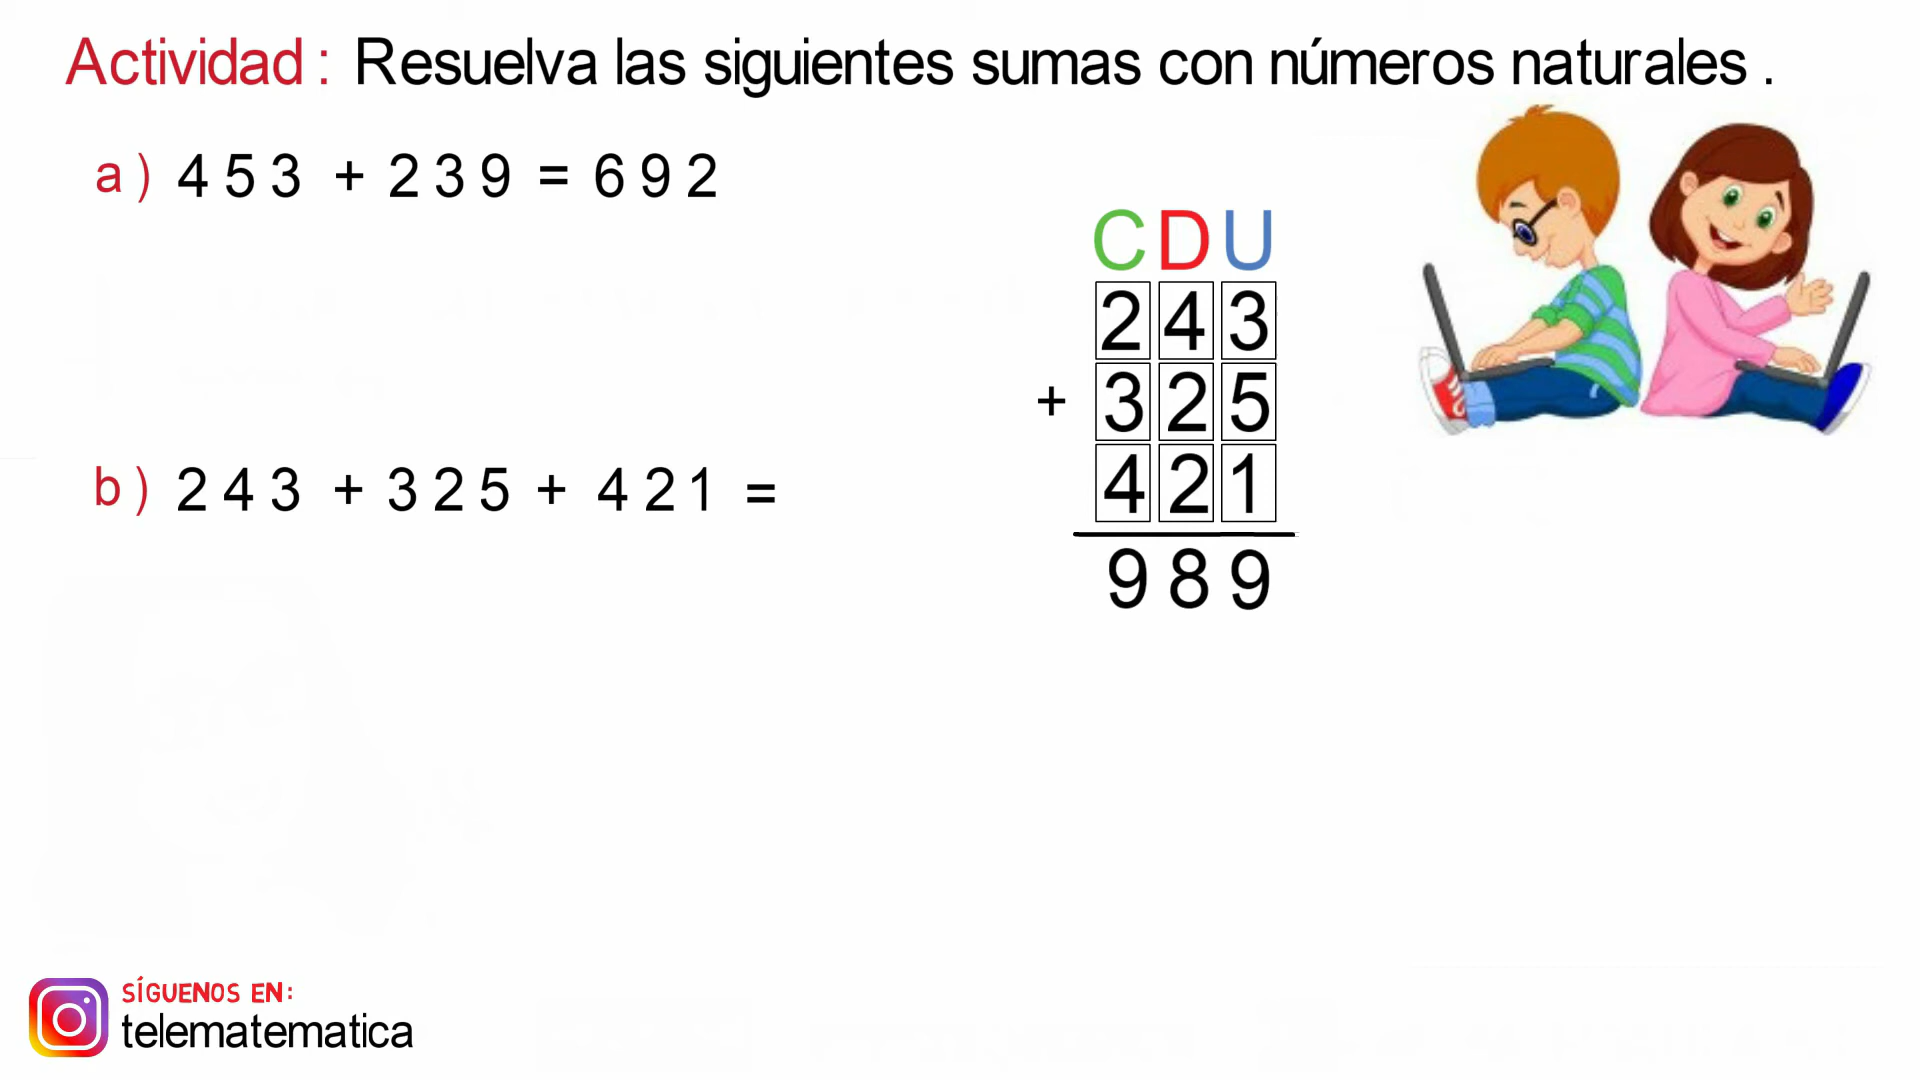 Actividad : Resuelva las siguientes sumas con números naturales .
a ) 4 5 3 + 2 3 9 = 6 9 2
C D U
2 4 3
+ 3 2 5
4 2 1
9 8 9
b ) 2 4 3 + 3 2 5 + 4 2 1 =
SÍGUENOS EN:
telematematica